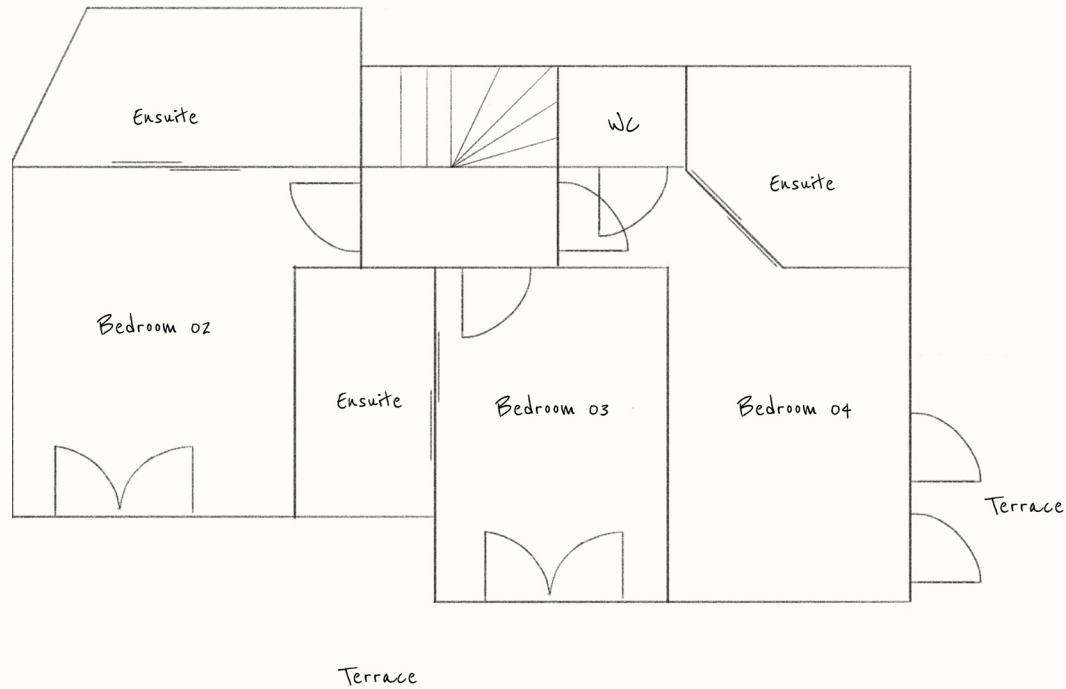 Ensuite
WC
Ensuite
Bedroom 02
Ensuite
Bedroom 03
Bedroom 04
Terrace
Terrace